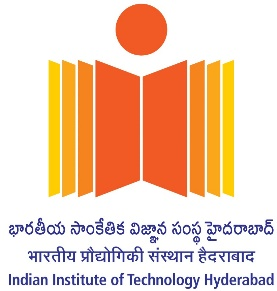 భారతీయ సాంకేతిక విజ్ఞాన సంస్థ హైదరాబాద్
भारतीय प्रौद्योगिकी संस्थान हैदराबाद
Indian Institute of Technology Hyderabad